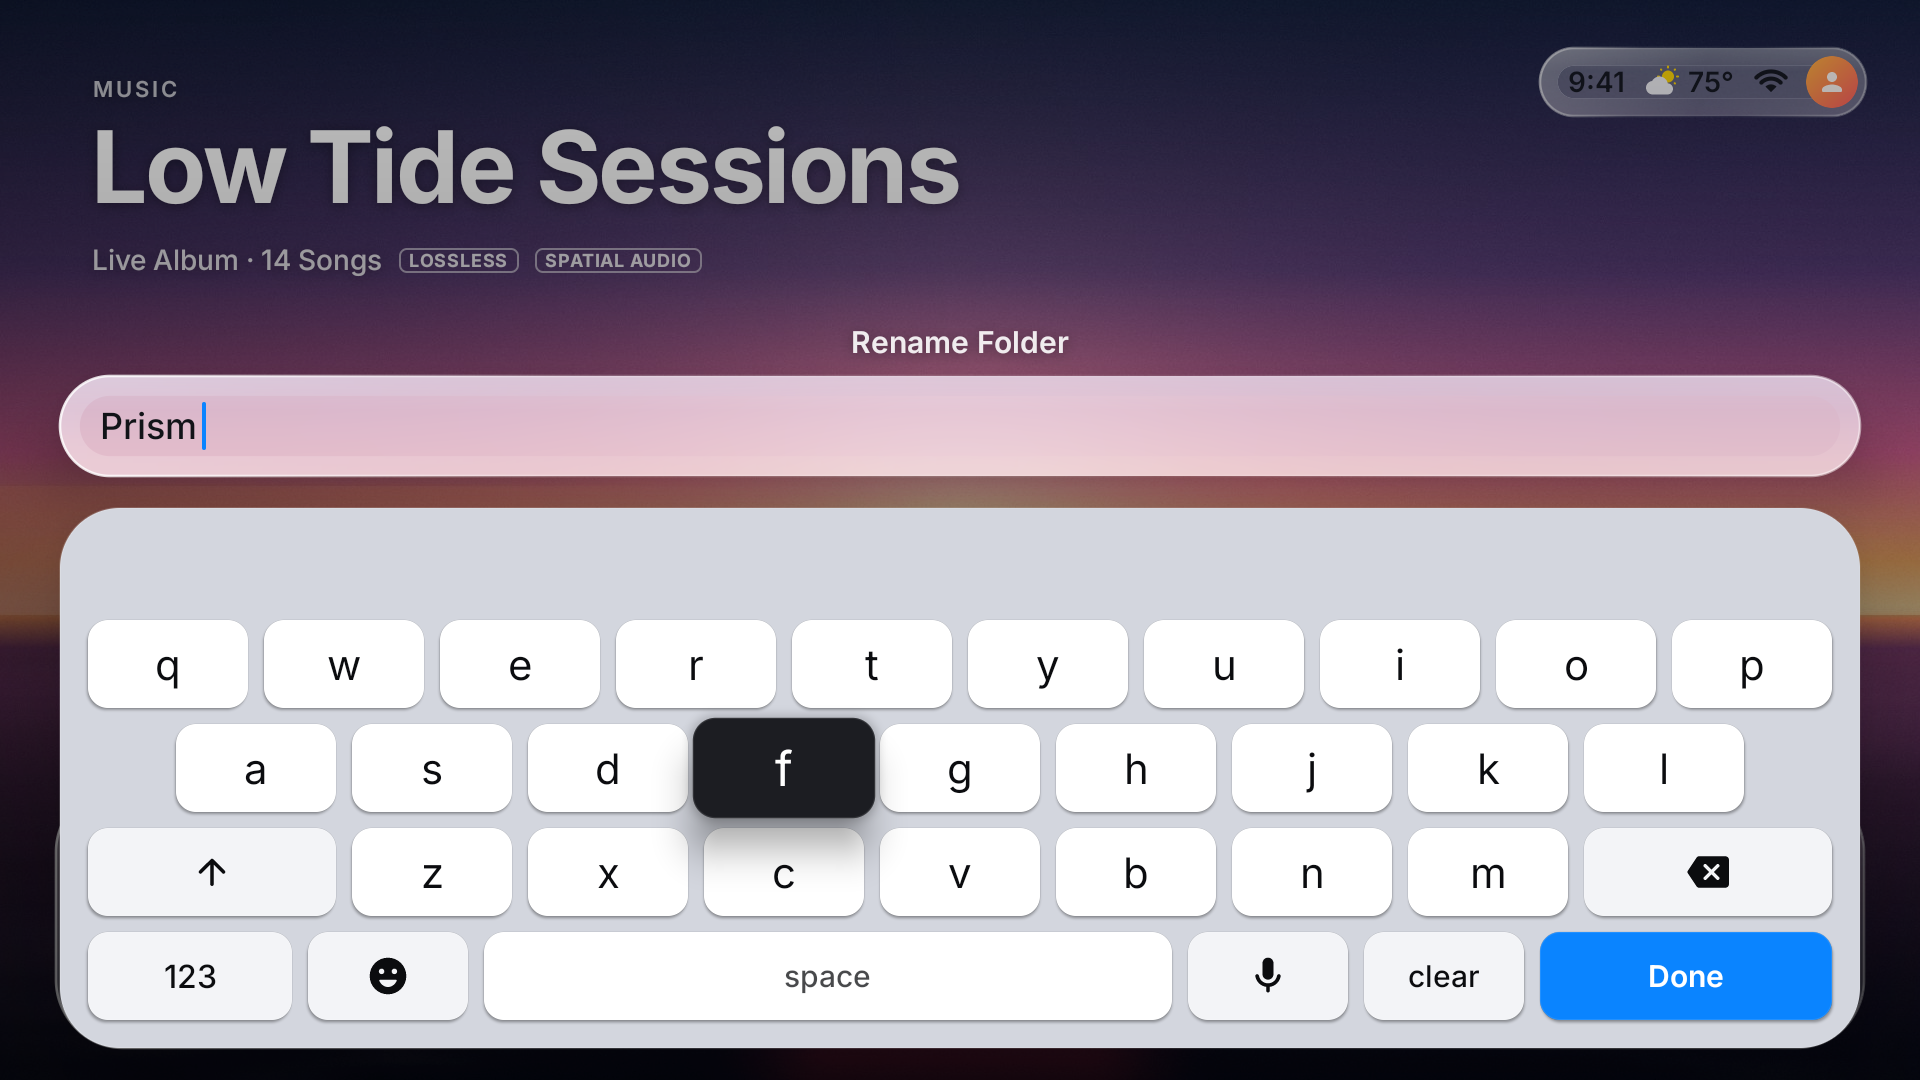 MUSIC
9:41 75°
Low Tide Sessions
Live Album · 14 Songs LOSSLESS SPATIAL AUDIO
Rename Folder
Prism
q w e r t y u i o p
a s d f g h j k l
z x c v b n m
123 space clear Done